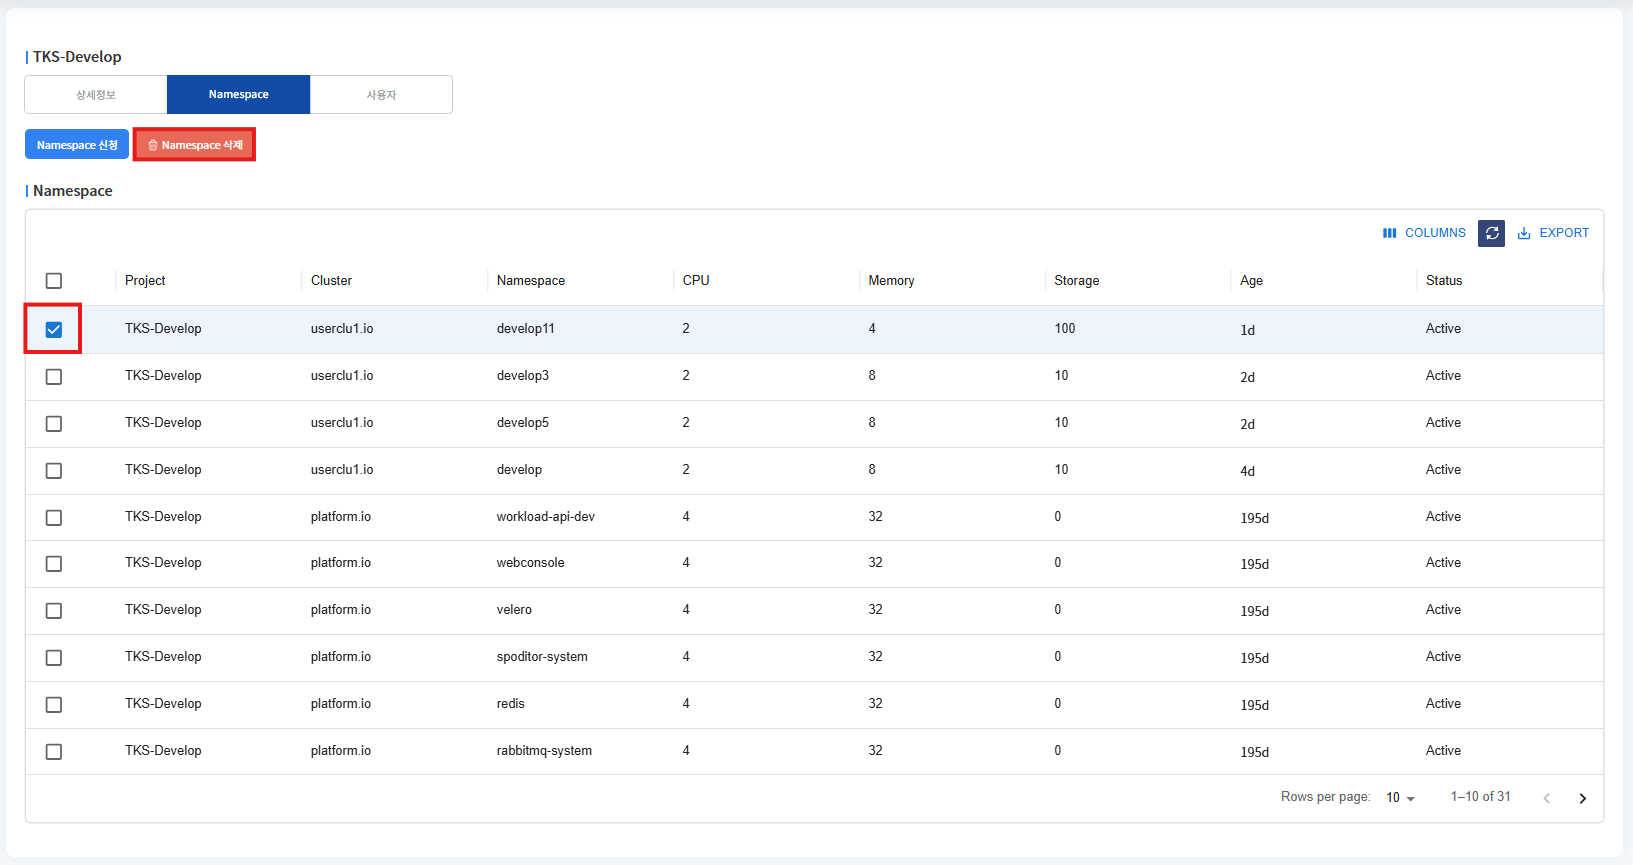 TKS-Develop
상세정보 Namespace 사용자
Namespace 신청 Namespace 삭제
Namespace
COLUMNS EXPORT
Project Cluster Namespace CPU Memory Storage Age Status
TKS-Develop userclu1.io develop11 2 4 100 1d Active
TKS-Develop userclu1.io develop3 2 8 10 2d Active
TKS-Develop userclu1.io develop5 2 8 10 2d Active
TKS-Develop userclu1.io develop 2 8 10 4d Active
TKS-Develop platform.io workload-api-dev 4 32 0 195d Active
TKS-Develop platform.io webconsole 4 32 0 195d Active
TKS-Develop platform.io velero 4 32 0 195d Active
TKS-Develop platform.io spoditor-system 4 32 0 195d Active
TKS-Develop platform.io redis 4 32 0 195d Active
TKS-Develop platform.io rabbitmq-system 4 32 0 195d Active
Rows per page: 10 1–10 of 31